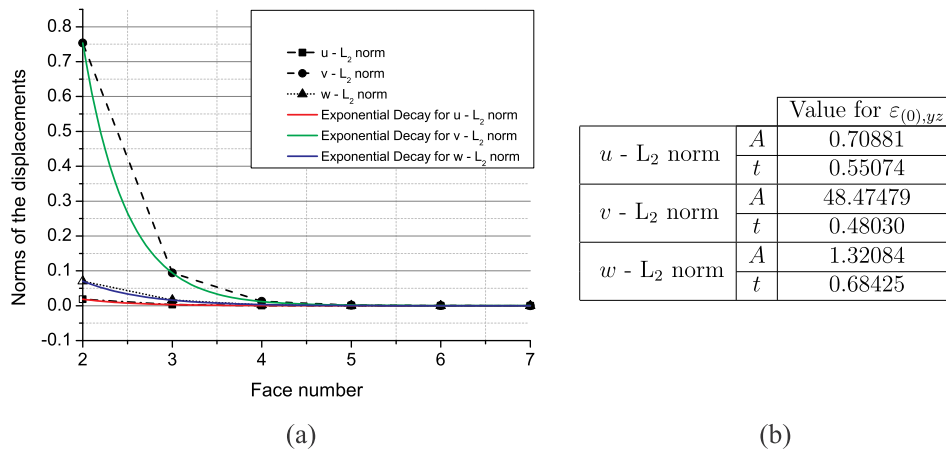 0.8
0.7
0.6
0.5
0.4
0.3
0.2
0.1
0.0
-0.1
Norms of the displacements
u - L₂ norm
v - L₂ norm
w - L₂ norm
Exponential Decay for u - L₂ norm
Exponential Decay for v - L₂ norm
Exponential Decay for w - L₂ norm
2 3 4 5 6 7
Face number
(a)
Value for ε(0),yz
u - L₂ norm A 0.70881
t 0.55074
v - L₂ norm A 48.47479
t 0.48030
w - L₂ norm A 1.32084
t 0.68425
(b)